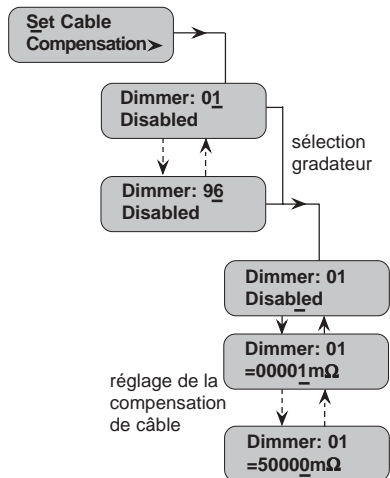 Set Cable
Compensation➤
Dimmer: 01
Disabled
sélection
gradateur
Dimmer: 96
Disabled
Dimmer: 01
Disabled
Dimmer: 01
=00001mΩ
réglage de la
compensation
de câble
Dimmer: 01
=50000mΩ